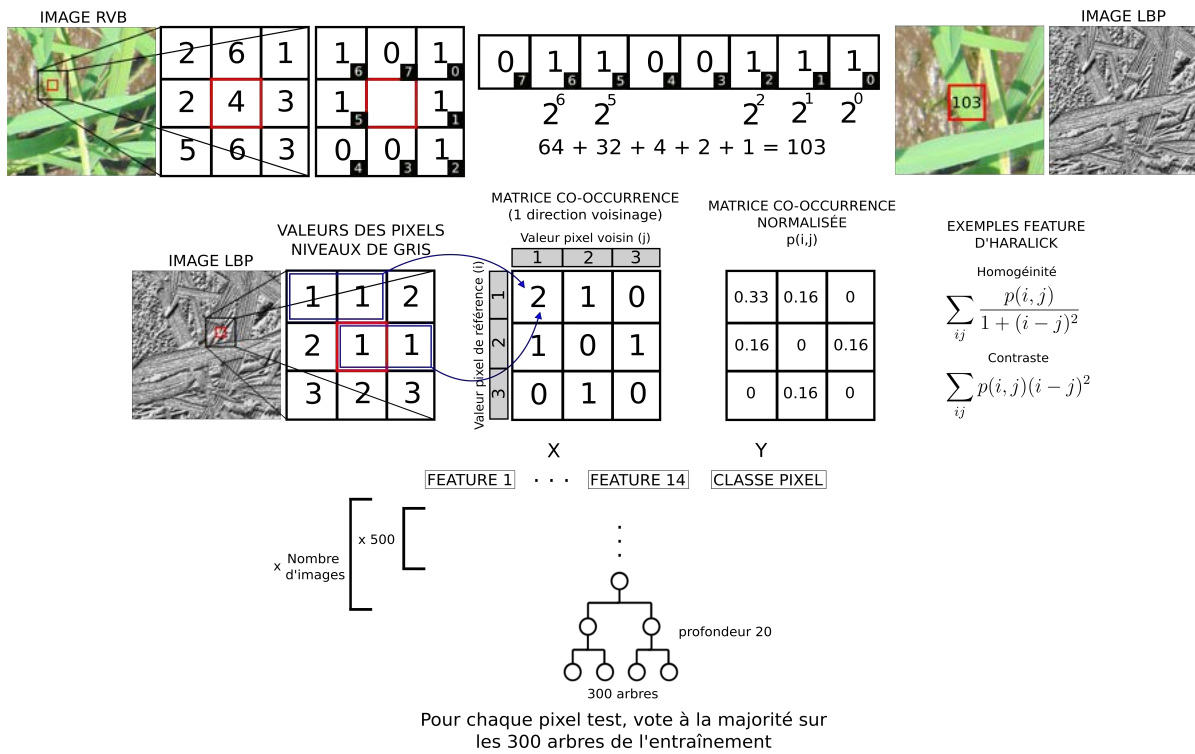 IMAGE RVB
IMAGE LBP
2 6 1
2 4 3
5 6 3
1 6 0 7 1 0
1 5 1 1
0 4 0 3 1 2
0 7 1 6 1 5 0 4 0 3 1 2 1 1 1 0
2^6 2^5 2^2 2^1 2^0
64 + 32 + 4 + 2 + 1 = 103
103
IMAGE LBP
VALEURS DES PIXELS
NIVEAUX DE GRIS
1 1 2
2 1 1
3 2 3
MATRICE CO-OCCURRENCE
(1 direction voisinage)
Valeur pixel voisin (j)
1 2 3
Valeur pixel de référence (i)
1 2 1 0
2 1 0 1
3 0 1 0
MATRICE CO-OCCURRENCE
NORMALISÉE
p(i,j)
0.33 0.16 0
0.16 0 0.16
0 0.16 0
EXEMPLES FEATURE
D'HARALICK
Homogéinité
∑ij p(i, j) / 1 + (i − j)²
Contraste
∑ij p(i, j)(i − j)²
X Y
FEATURE 1 · · · FEATURE 14 CLASSE PIXEL
x 500
x Nombre
d'images
profondeur 20
300 arbres
Pour chaque pixel test, vote à la majorité sur
les 300 arbres de l'entraînement